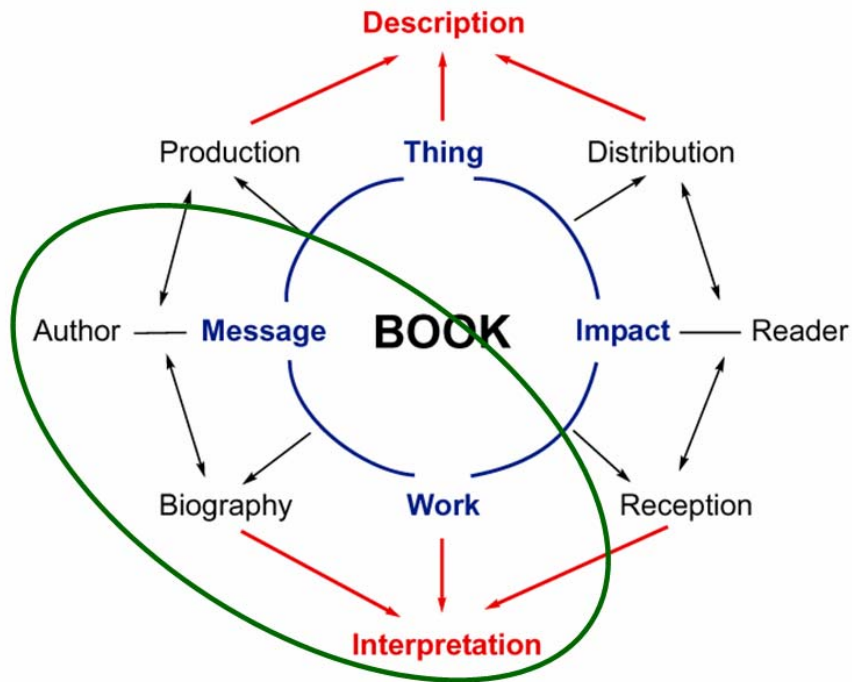 Description
Production Thing Distribution
Author Message BOOK Impact Reader
Biography Work Reception
Interpretation